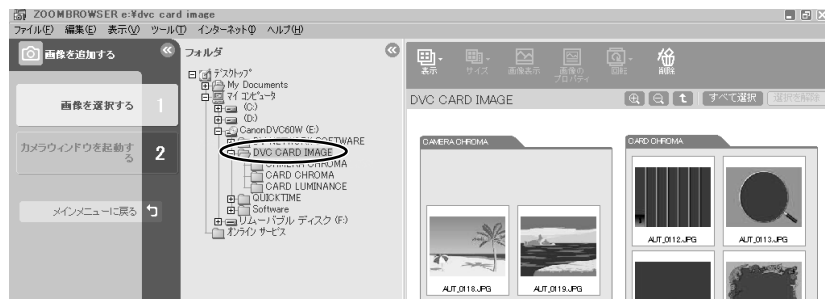 ZOOMBROWSER e:¥dvc card image
ファイル(F) 編集(E) 表示(V) ツール(T) インターネット(I) ヘルプ(H)
画像を追加する
画像を選択する 1
カメラウィンドウを起動す
る 2
メインメニューに戻る
フォルダ
デスクトップ
My Documents
マイ コンピュータ
(C:)
(D:)
CanonDVC60W (E:)
DVC CARD IMAGE
CAMERA CHROMA
CARD CHROMA
CARD LUMINANCE
QUICKTIME
Software
リムーバブル ディスク (F:)
オンライン サービス
表示 サイズ 画像表示 画像の
プロパティ 回転 削除
DVC CARD IMAGE すべて選択 選択を解除
CAMERA CHROMA
AUT_0118.JPG AUT_0119.JPG
CARD CHROMA
AUT_0112.JPG AUT_0113.JPG